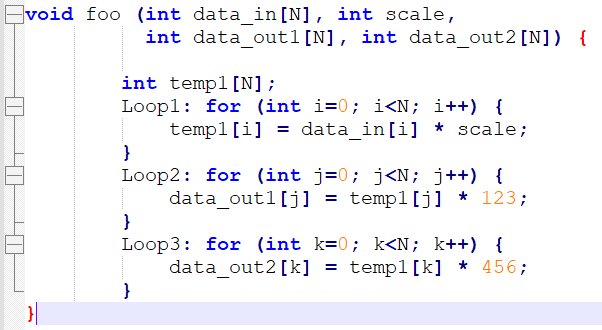 void foo (int data_in[N], int scale,
          int data_out1[N], int data_out2[N]) {
        int temp1[N];
        Loop1: for (int i=0; i<N; i++) {
            temp1[i] = data_in[i] * scale;
        }
        Loop2: for (int j=0; j<N; j++) {
            data_out1[j] = temp1[j] * 123;
        }
        Loop3: for (int k=0; k<N; k++) {
            data_out2[k] = temp1[k] * 456;
        }
}